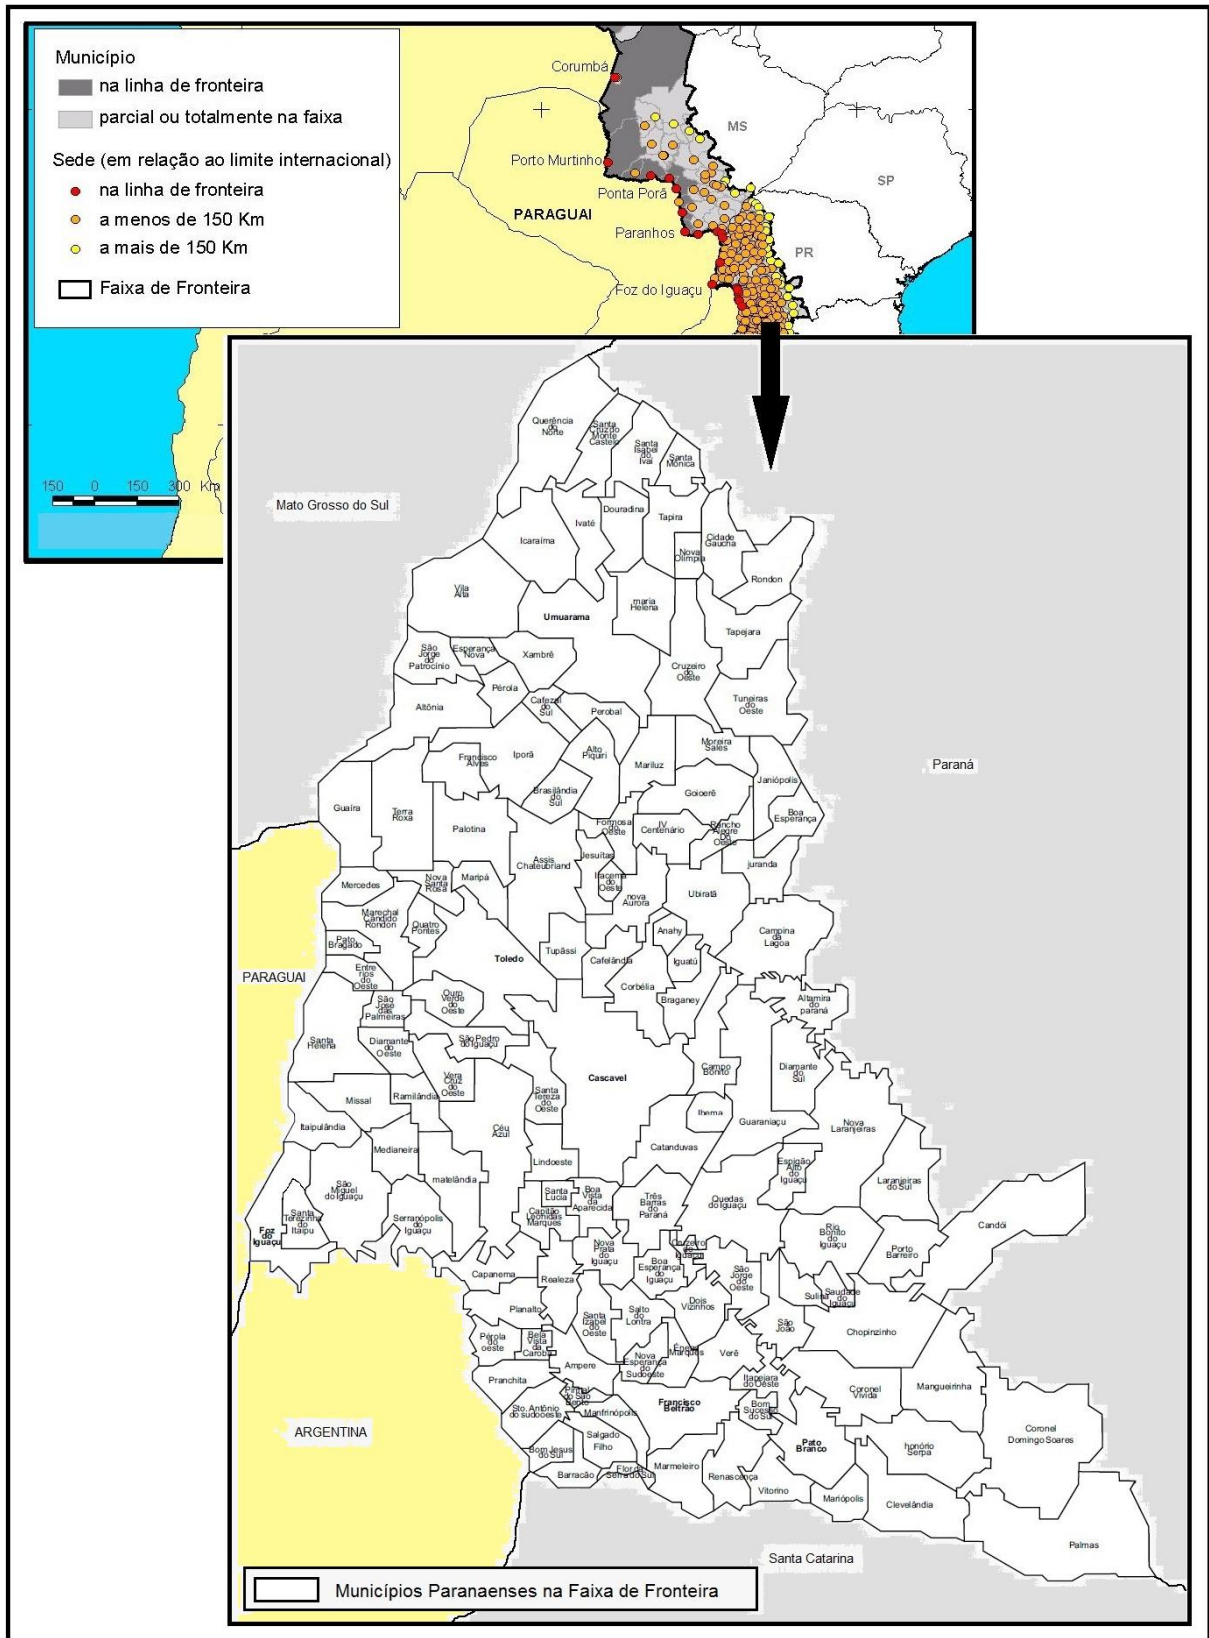 Município
na linha de fronteira
parcial ou totalmente na faixa
Sede (em relação ao limite internacional)
na linha de fronteira
a menos de 150 Km
a mais de 150 Km
Faixa de Fronteira
Corumbá
MS
Porto Murtinho
SP
Ponta Porã
PARAGUAI
Paranhos
PR
Foz do Iguaçu
150 0 150 300 Km
Mato Grosso do Sul
Paraná
PARAGUAI
ARGENTINA
Santa Catarina
Querência
do
Norte
Santa
Cruz do
Monte
Castelo
Santa
Isabel
do
Ivaí
Santa
Mônica
Icaraíma
Ivaté
Douradina
Tapira
Nova
Olímpia
Cidade
Gaucha
Rondon
Vila
Alta
Umuarama
maria
Helena
Tapejara
São
Jorge
do
Patrocínio
Esperança
Nova
Xambrê
Cruzeiro
do
Oeste
Tuneiras
do Oeste
Altônia
Pérola
Cafezal
do
Sul
Perobal
Francisco
Alves
Iporã
Alto
Piquiri
Mariluz
Moreira
Sales
Janiópolis
Goioerê
Boa
Esperança
Guaíra
Terra
Roxa
Palotina
Brasilândia
do
Sul
Formosa
do
Oeste
IV
Centenário
Rancho
Alegre
Do
Oeste
juranda
Assis
Chateubriand
Jesuítas
Iracema
do
Oeste
nova
Aurora
Ubiratã
Mercedes
Nova
Santa
Rosa
Maripá
Marechal
Candido
Rondon
Quatro
Pontes
Pato
Bragado
Toledo
Tupãssi
Cafelândia
Anahy
Iguatú
Campina
da
Lagoa
Entre
rios
do
Oeste
Corbélia
Braganey
Altamira
do
paraná
São
José
das
Palmeiras
Ouro
Verde
do
Oeste
Santa
Helena
Diamante
do
Oeste
São Pedro
do Iguaçu
Cascavel
Campo
Bonito
Diamante
do
Sul
Missal
Ramilândia
Vera
Cruz
do
Oeste
Santa
Tereza
do
Oeste
Ibema
Guaraniaçu
Nova
Laranjeiras
Itaipulândia
Medianeira
Céu
Azul
Catanduvas
Lindoeste
matelândia
Espigão
Alto
do
Iguaçu
Laranjeiras
do Sul
São
Miguel
do Iguaçu
Santa
Terezinha
do
Itaipu
Foz
do
Iguaçu
Serranópolis
do
Iguaçu
Santa
Lucia
Capitão
Leônidas
Marques
Boa
Vista
da
Aparecida
Três
Barras
do
Paraná
Quedas
do Iguaçu
Rio
Bonito
do
Iguaçu
Porto
Barreiro
Candói
Nova
Prata
do
Iguaçu
Cruzeiro
do
Iguaçu
Boa
Esperança
do
Iguaçu
Capanema
Realeza
São
Jorge
do
Oeste
Sulina
Saudade
do
Iguaçu
Planalto
Santa
Izabel
do
Oeste
Salto
do
Lontra
Dois
Vizinhos
São
João
Chopinzinho
Pérola
do
oeste
Bela
Vista
da
Caroba
Ampere
Nova
Esperança
do
Sudoeste
Enéas
Marques
Verê
Itapejara
do Oeste
Coronel
Vivida
Mangueirinha
Pranchita
Pinhal
do São
Bento
Sto. Antônio
do sudooeste
Manfrinópolis
Francisco
Beltrão
Bom
Sucesso
do Sul
Pato
Branco
Coronel
Domingo Soares
Salgado
Filho
Bom Jesus
do Sul
Barracão
Flor da
Serra do Sul
Marmeleiro
Renascença
Vitorino
Mariópolis
honório
Serpa
Clevelândia
Palmas
Municípios Paranaenses na Faixa de Fronteira